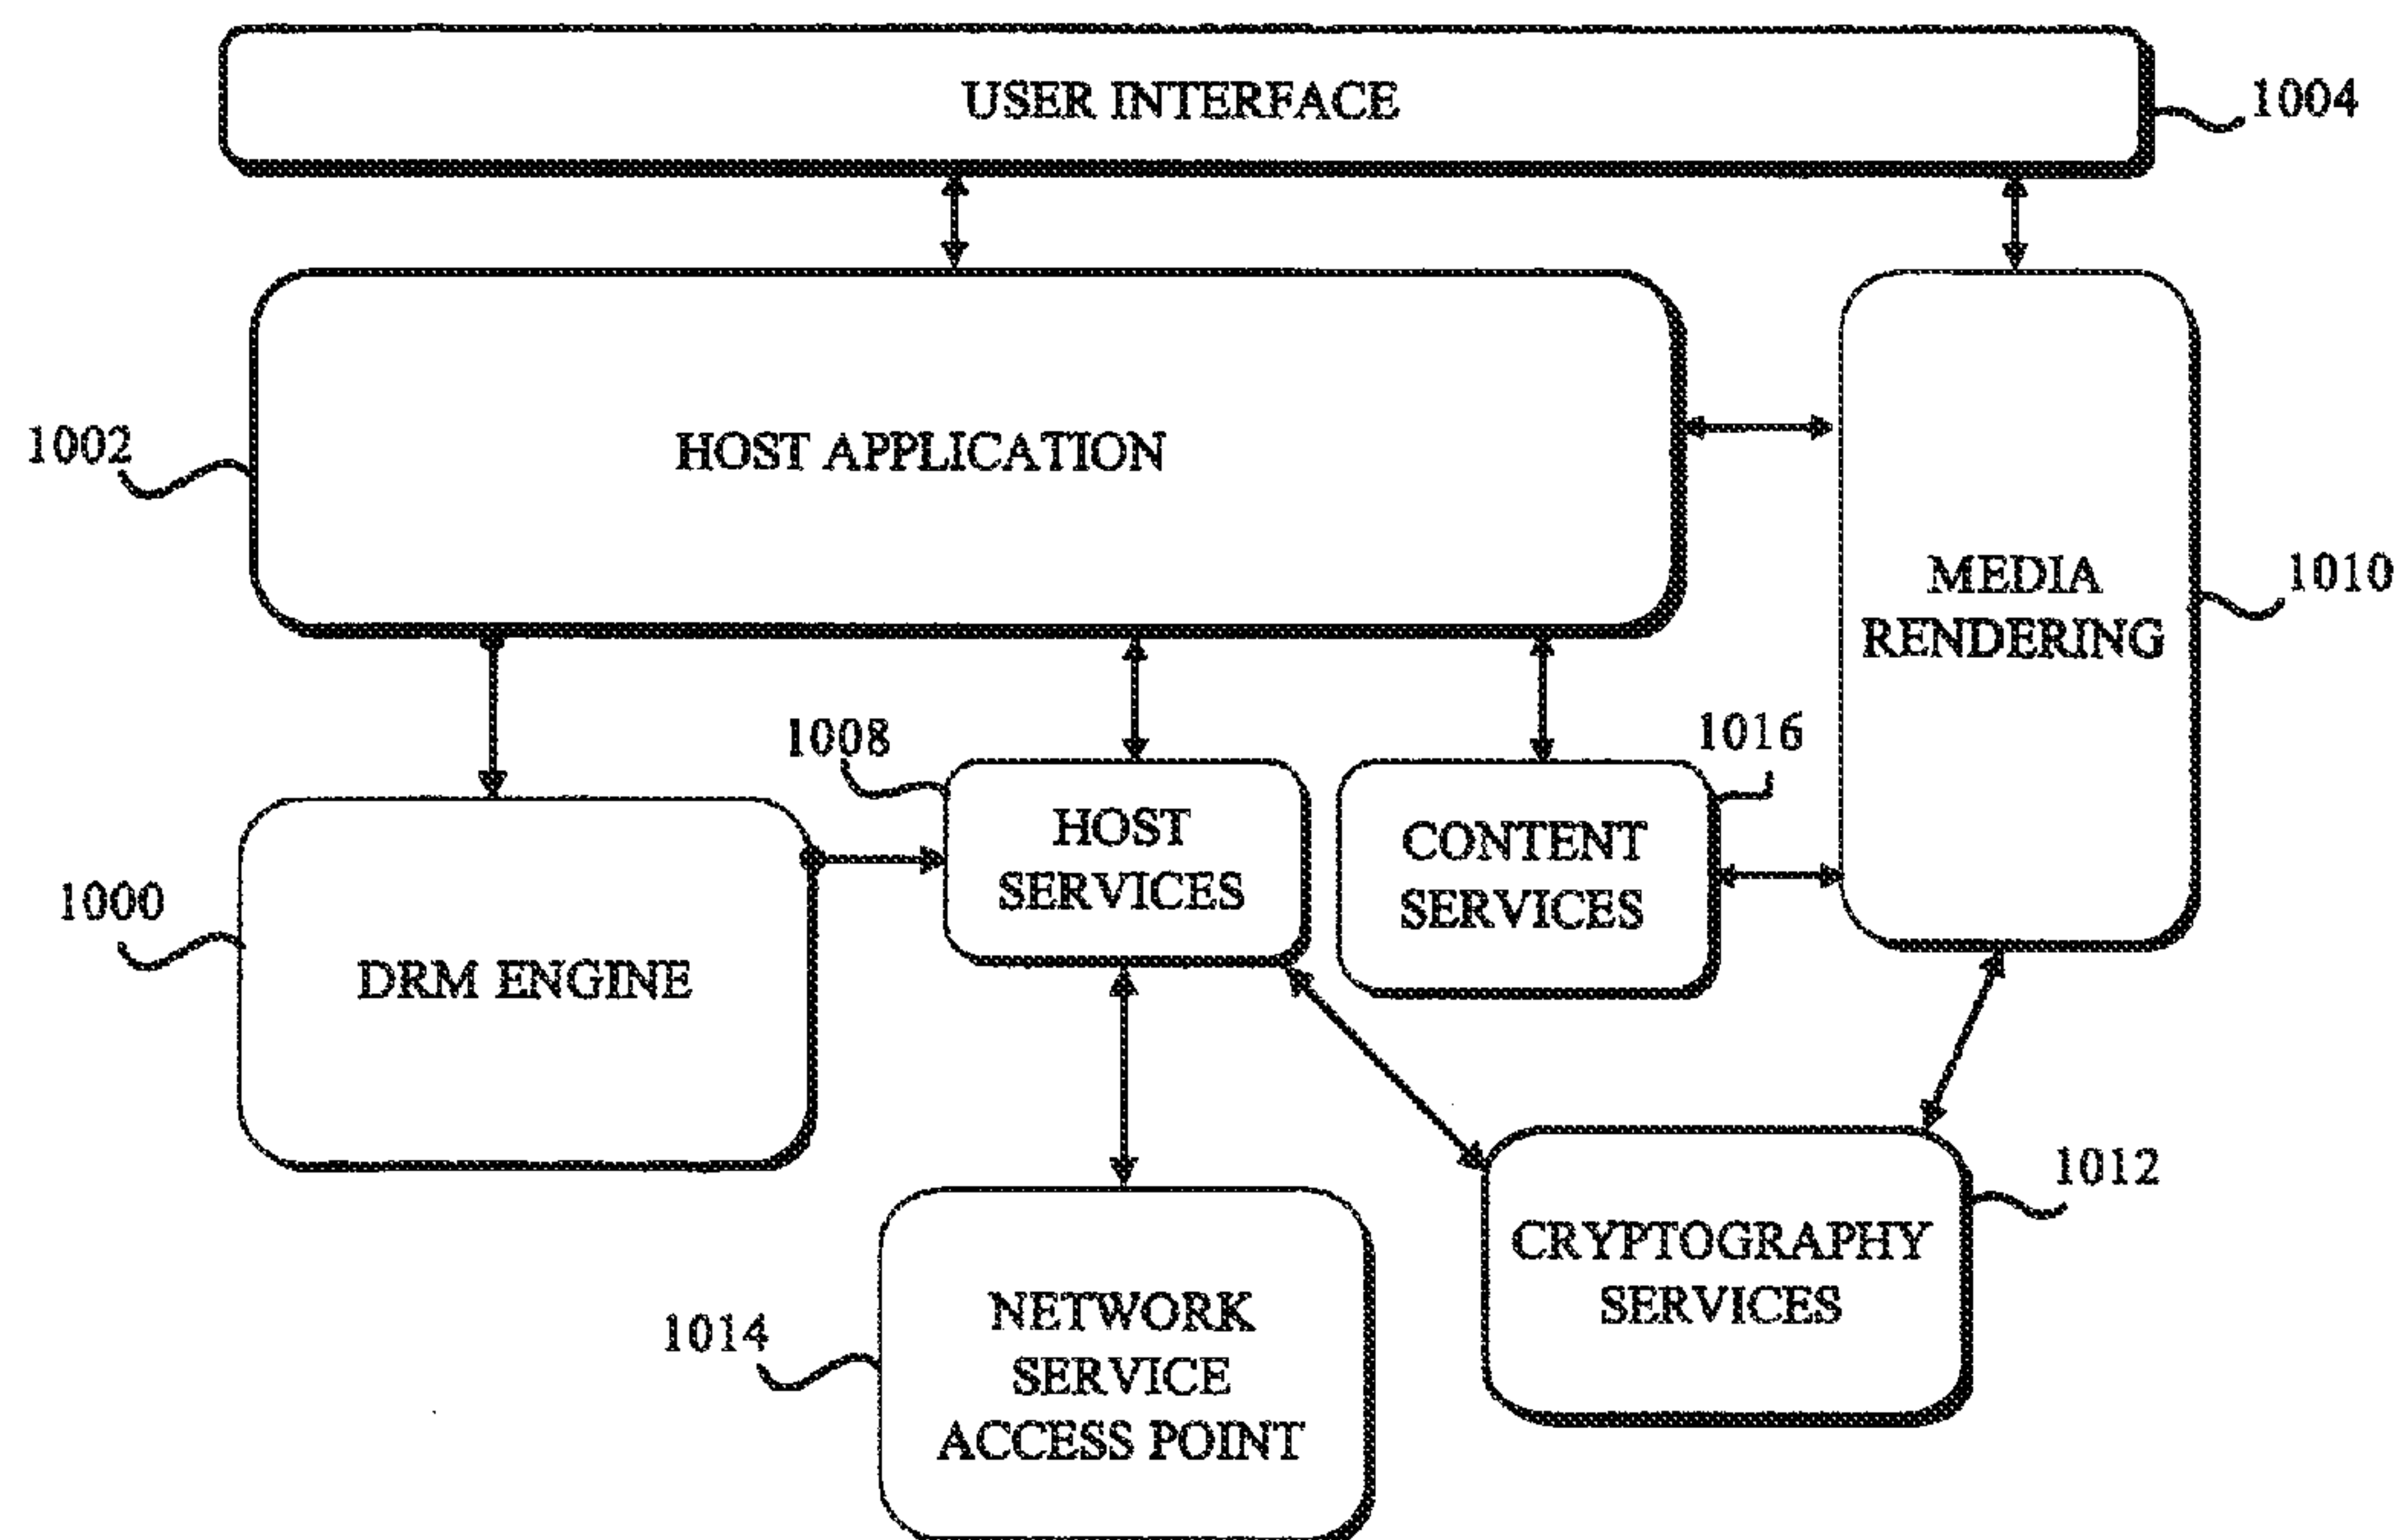 USER INTERFACE
1004
1002
HOST APPLICATION
MEDIA
RENDERING
1010
1008
1016
HOST
SERVICES
CONTENT
SERVICES
1000
DRM ENGINE
1012
CRYPTOGRAPHY
SERVICES
1014
NETWORK
SERVICE
ACCESS POINT